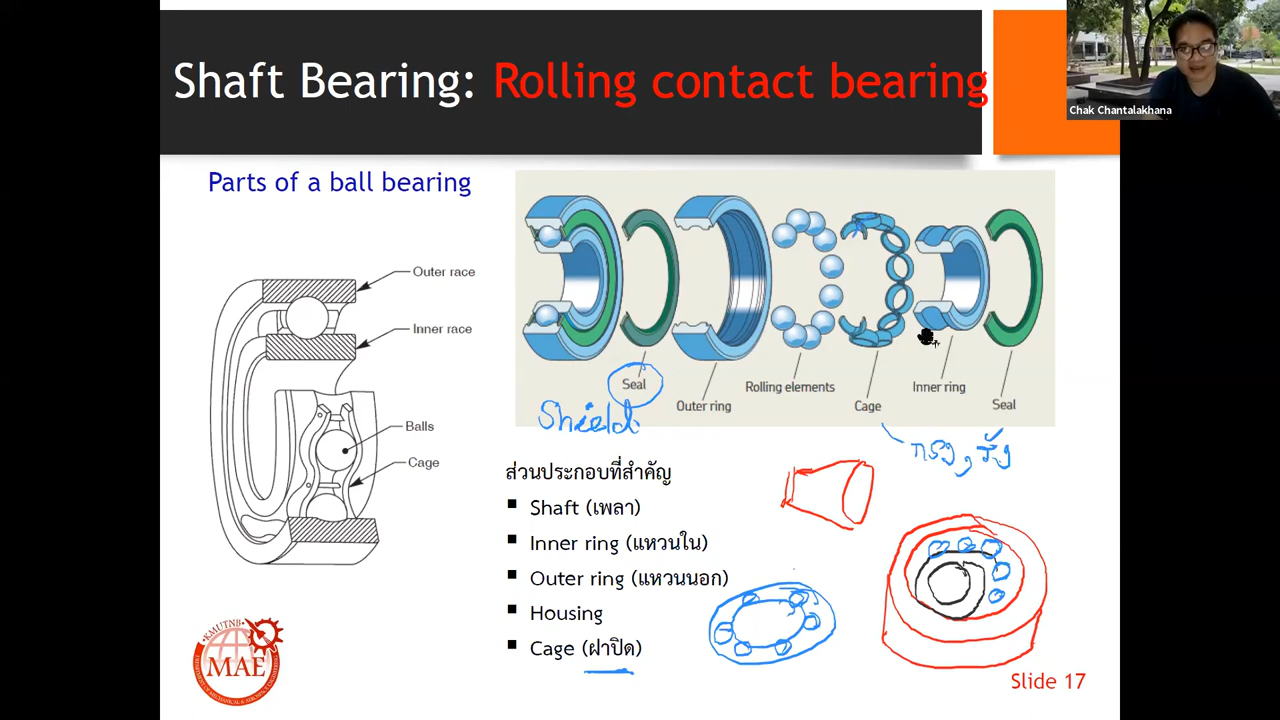 Shaft Bearing: Rolling contact bearing
Chak Chantalakhana
Parts of a ball bearing
Outer race
Inner race
Balls
Cage
Seal
Outer ring
Rolling elements
Cage
Inner ring
Seal
Shield
กรง, รัง
ส่วนประกอบที่สำคัญ
▪ Shaft (เพลา)
▪ Inner ring (แหวนใน)
▪ Outer ring (แหวนนอก)
▪ Housing
▪ Cage (ฝาปิด)
KMUTNB
MAE
Slide 17